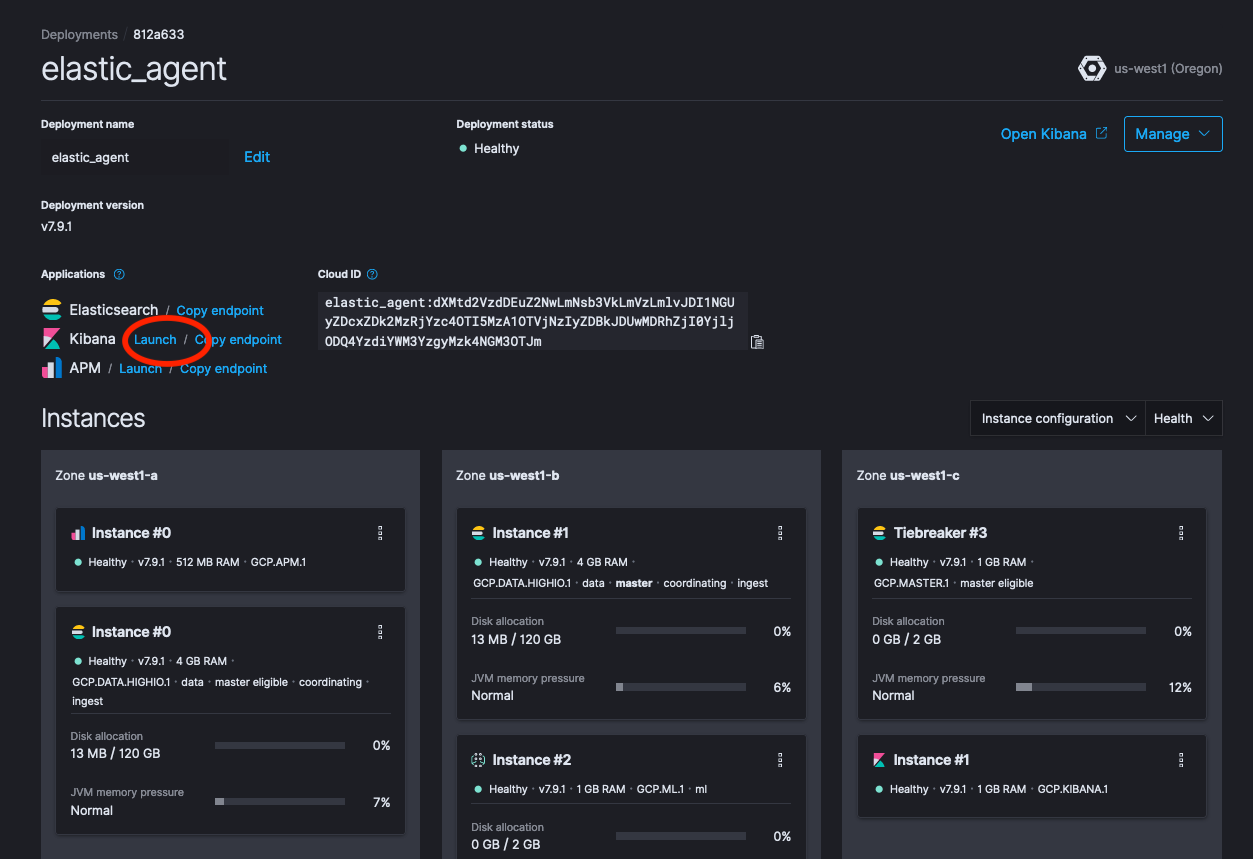 Deployments / 812a633
elastic_agent
us-west1 (Oregon)
Deployment name
elastic_agent
Edit
Deployment status
Healthy
Open Kibana
Manage
Deployment version
v7.9.1
Applications
Elasticsearch / Copy endpoint
Kibana Launch / Copy endpoint
APM / Launch / Copy endpoint
Cloud ID
elastic_agent:dXMtd2VzdDEuZ2NwLmNsb3VkLmVzLmlvJDI1NGU
yZDcxZDk2MzRjYzc4OTI5MzA1OTVjNzIyZDBkJDUwMDRhZjI0Yjlj
ODQ4YzdiYWM3YzgyMzk4NGM3OTJm
Instances
Instance configuration
Health
Zone us-west1-a
Instance #0
Healthy · v7.9.1 · 512 MB RAM · GCP.APM.1
Instance #0
Healthy · v7.9.1 · 4 GB RAM ·
GCP.DATA.HIGHIO.1 · data · master eligible · coordinating ·
ingest
Disk allocation
13 MB / 120 GB
0%
JVM memory pressure
Normal
7%
Zone us-west1-b
Instance #1
Healthy · v7.9.1 · 4 GB RAM ·
GCP.DATA.HIGHIO.1 · data · master · coordinating · ingest
Disk allocation
13 MB / 120 GB
0%
JVM memory pressure
Normal
6%
Instance #2
Healthy · v7.9.1 · 1 GB RAM · GCP.ML.1 · ml
Disk allocation
0 GB / 2 GB
0%
Zone us-west1-c
Tiebreaker #3
Healthy · v7.9.1 · 1 GB RAM ·
GCP.MASTER.1 · master eligible
Disk allocation
0 GB / 2 GB
0%
JVM memory pressure
Normal
12%
Instance #1
Healthy · v7.9.1 · 1 GB RAM · GCP.KIBANA.1